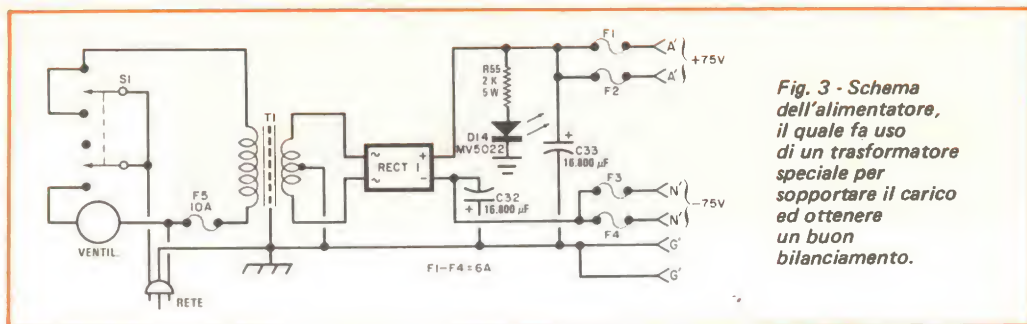 S1
VENTIL.
F5
10A
RETE
T1
~
~
RECT 1
+
-
R55
2 K
5 W
D14
MV5022
+
C33
16.800 µF
C32
+ 16.800 µF
F1
F2
A'
A'
+75V
F3
F4
N'
N'
-75V
G'
G'
F1-F4=6A
Fig. 3 - Schema
dell'alimentatore,
il quale fa uso
di un trasformatore
speciale per
sopportare il carico
ed ottenere
un buon
bilanciamento.